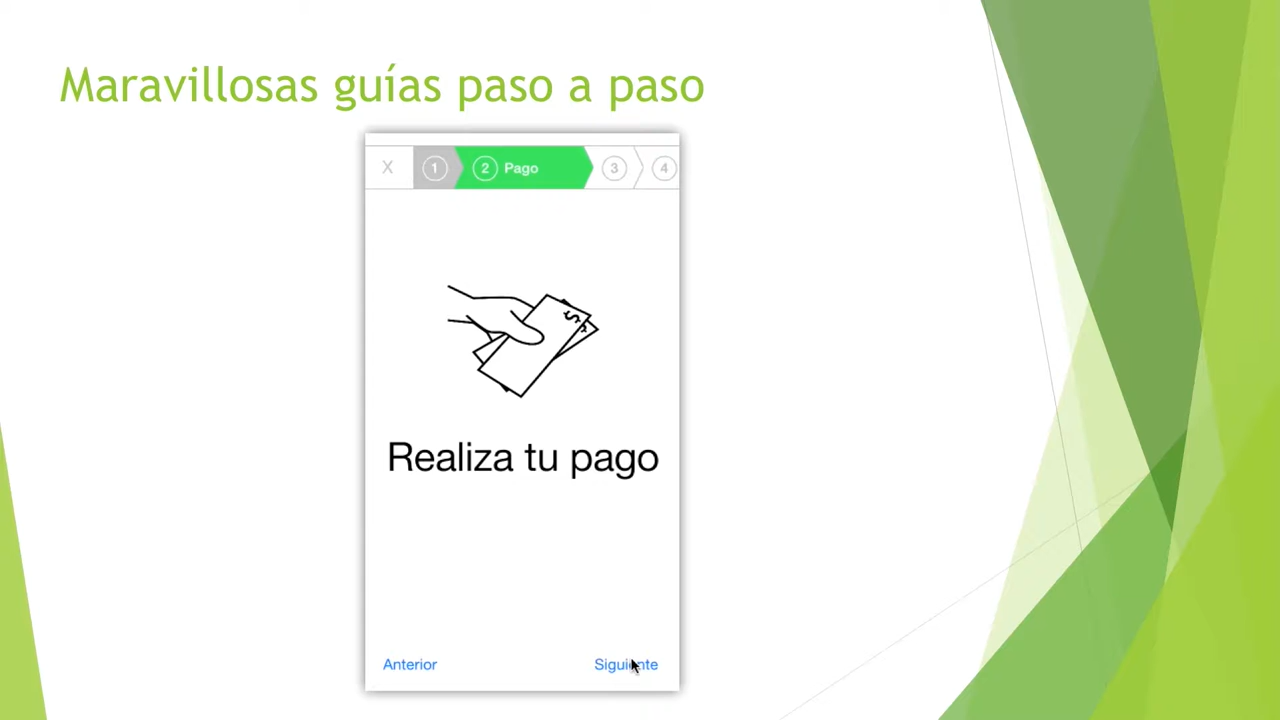 Maravillosas guías paso a paso
X 1 2 Pago 3 4
$ $
Realiza tu pago
Anterior Siguiente